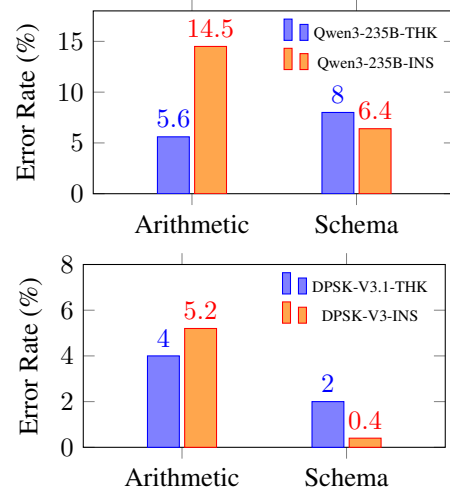 Error Rate (%)
15
10
5
0
5.6
14.5
8
6.4
Qwen3-235B-THK
Qwen3-235B-INS
Arithmetic
Schema
Error Rate (%)
8
6
4
2
0
4
5.2
2
0.4
DPSK-V3.1-THK
DPSK-V3-INS
Arithmetic
Schema